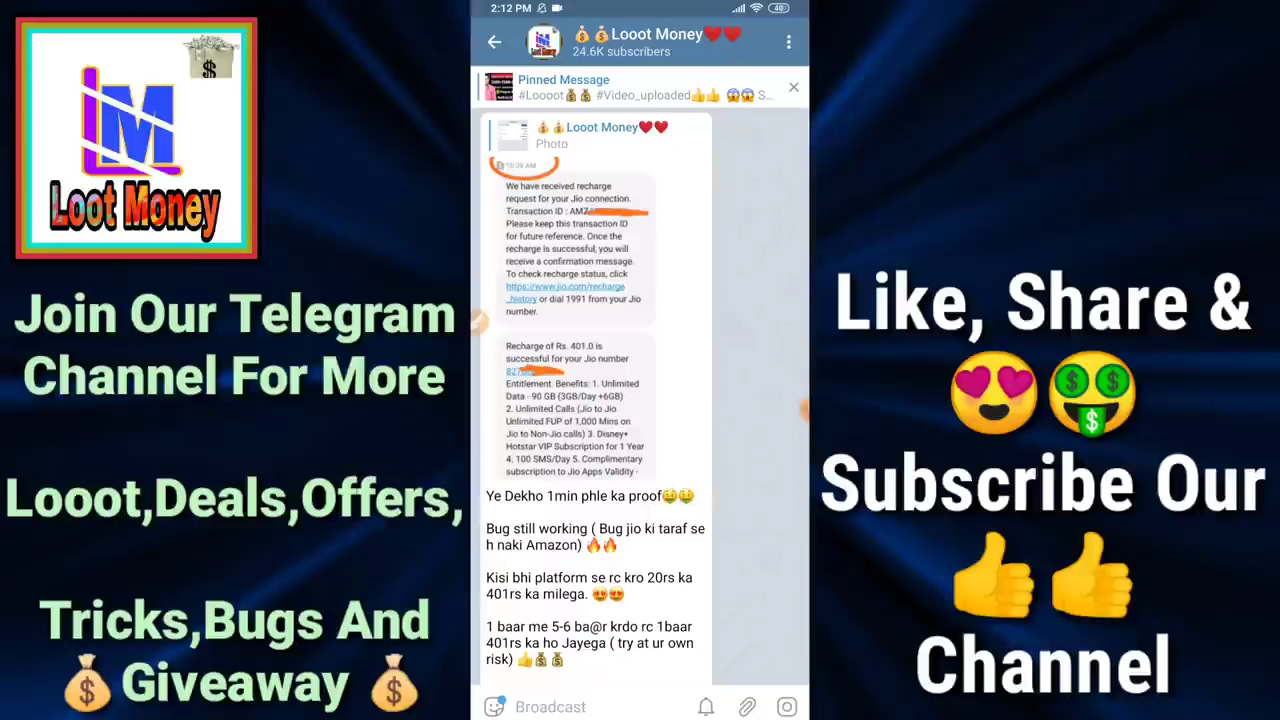 LM
Loot Money
Join Our Telegram
Channel For More
Looot,Deals,Offers,
Tricks,Bugs And
💰 Giveaway 💰
2:12 PM
40
💰💰Looot Money❤️❤️
24.6K subscribers
Pinned Message
#Loooot💰💰 #Video_uploaded👍👍 😱😱 S...
💰💰Looot Money❤️❤️
Photo
10:39 AM
We have received recharge
request for your Jio connection.
Transaction ID : AMZ
Please keep this transaction ID
for future reference. Once the
recharge is successful, you will
receive a confirmation message.
To check recharge status, click
https://www.jio.com/recharge
_history or dial 1991 from your Jio
number.
Recharge of Rs. 401.0 is
successful for your Jio number
Entitlement: Benefits: 1. Unlimited
Data - 90 GB (3GB/Day +6GB)
2. Unlimited Calls (Jio to Jio
Unlimited FUP of 1,000 Mins on
Jio to Non-Jio calls) 3. Disney+
Hotstar VIP Subscription for 1 Year
4. 100 SMS/Day 5. Complimentary
subscription to Jio Apps Validity -
Ye Dekho 1min phle ka proof🤑🤑
Bug still working ( Bug jio ki taraf se
h naki Amazon) 🔥🔥
Kisi bhi platform se rc kro 20rs ka
401rs ka milega. 😍😍
1 baar me 5-6 ba@r krdo rc 1baar
401rs ka ho Jayega ( try at ur own
risk) 👍💰💰
Broadcast
Like, Share &
😍🤑
Subscribe Our
👍👍
Channel